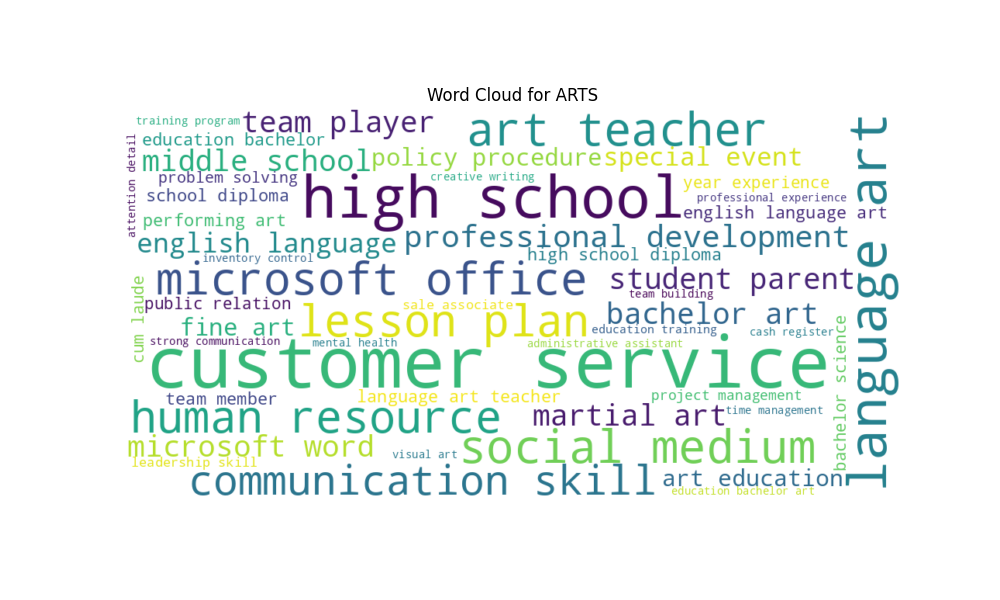 Word Cloud for ARTS
training program
team player
art teacher
language art
attention detail
education bachelor
middle school
policy procedure
special event
problem solving
creative writing
high school
year experience
school diploma
professional experience
performing art
english language art
english language
professional development
inventory control
high school diploma
microsoft office
student parent
team building
cum laude
public relation
sale associate
fine art
lesson plan
bachelor art
education training
cash register
strong communication
mental health
administrative assistant
bachelor science
customer service
team member
language art teacher
project management
human resource
martial art
time management
microsoft word
visual art
social medium
leadership skill
communication skill
art education
education bachelor art